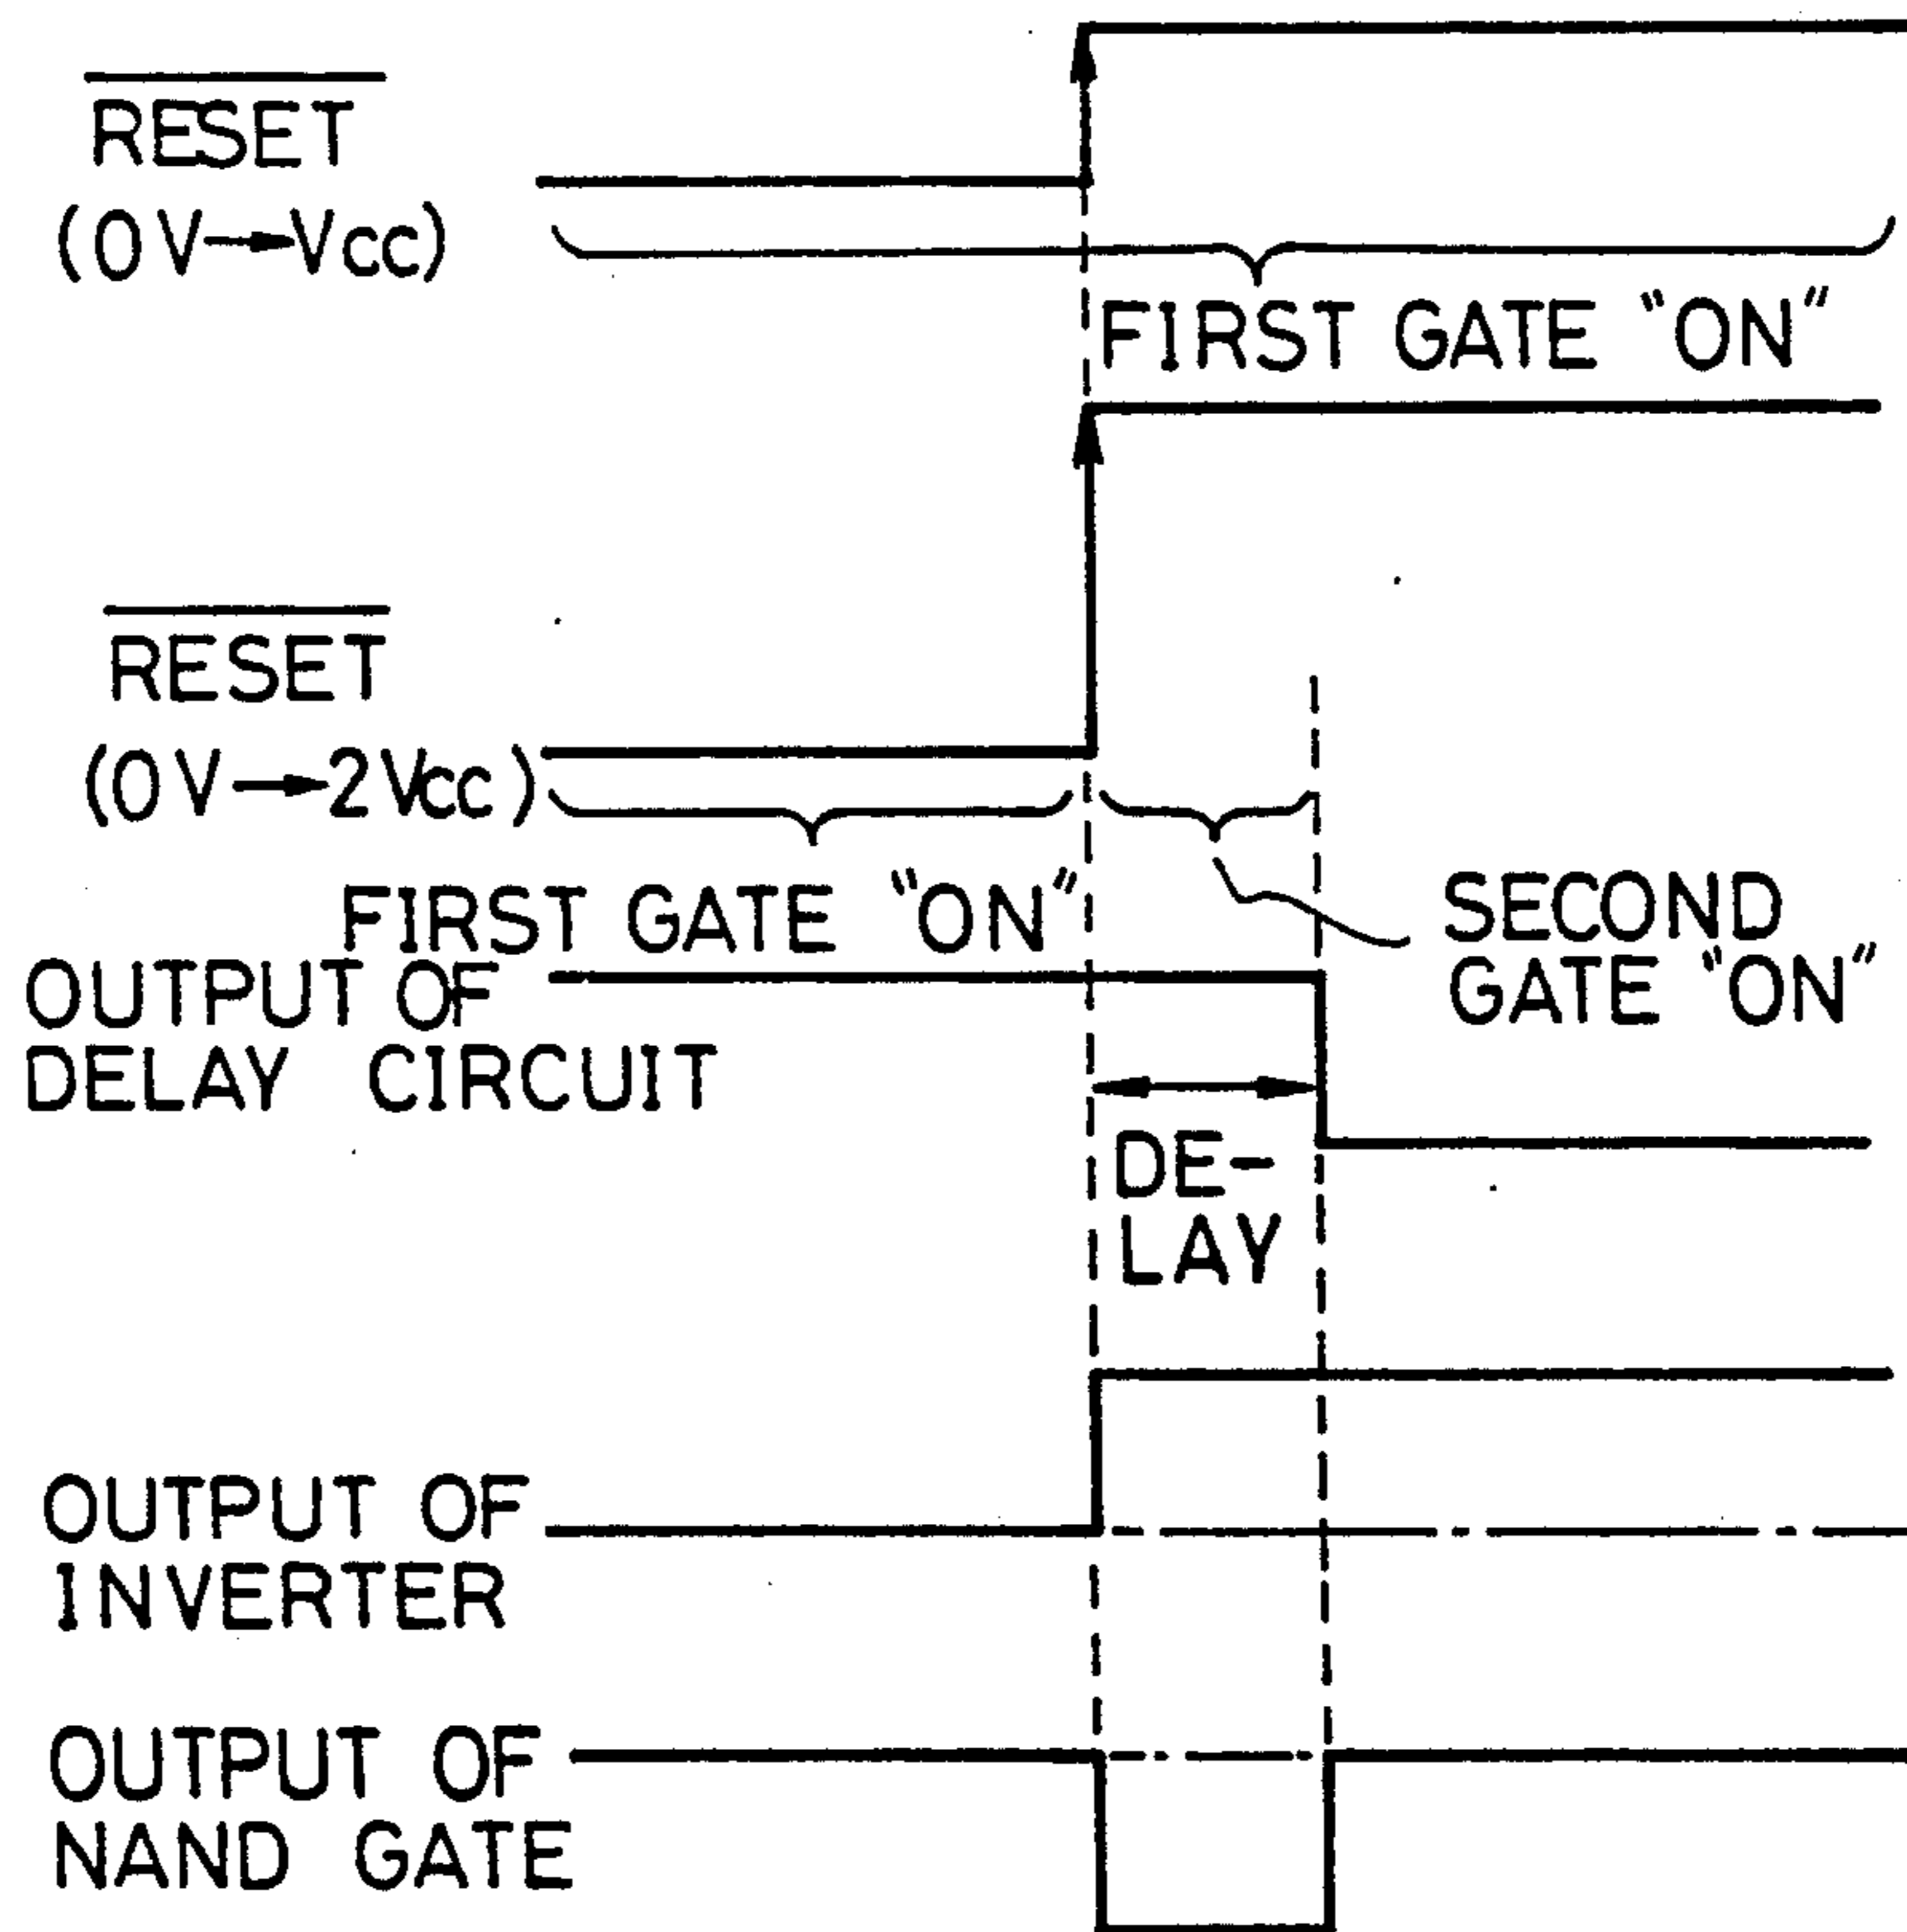 RESET
(0V→Vcc)
FIRST GATE "ON"
RESET
(0V→2Vcc)
FIRST GATE "ON"
SECOND
GATE "ON"
OUTPUT OF
DELAY CIRCUIT
DE-
LAY
OUTPUT OF
INVERTER
OUTPUT OF
NAND GATE